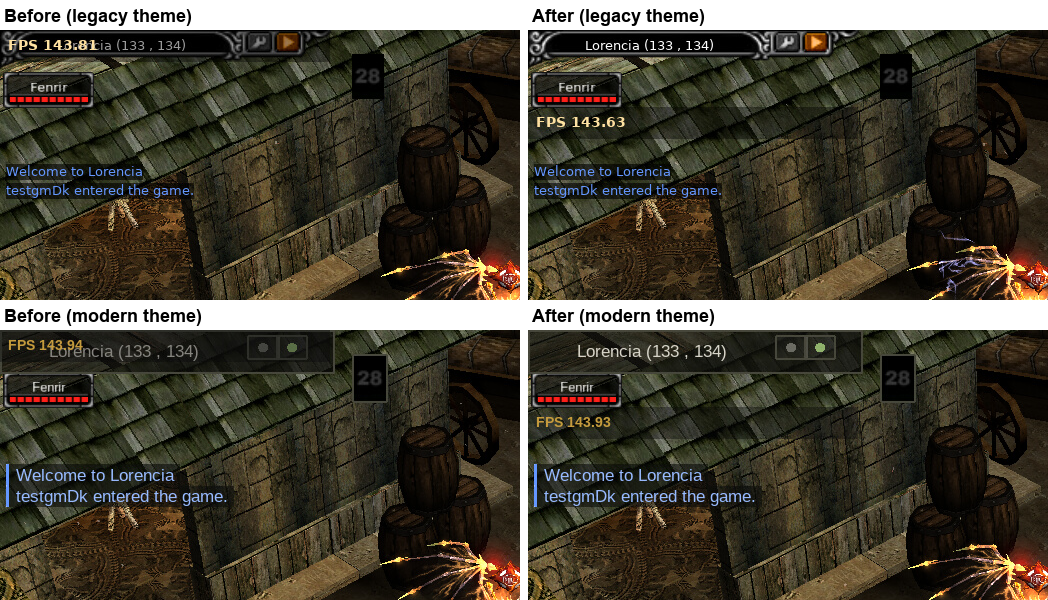 Before (legacy theme)
After (legacy theme)
FPS 143.81
Lorencia (133 , 134)
Lorencia (133 , 134)
Fenrir
28
Fenrir
28
FPS 143.63
Welcome to Lorencia
testgmDk entered the game.
Welcome to Lorencia
testgmDk entered the game.
Before (modern theme)
After (modern theme)
FPS 143.94
Lorencia (133 , 134)
Lorencia (133 , 134)
Fenrir
28
Fenrir
28
FPS 143.93
Welcome to Lorencia
testgmDk entered the game.
Welcome to Lorencia
testgmDk entered the game.